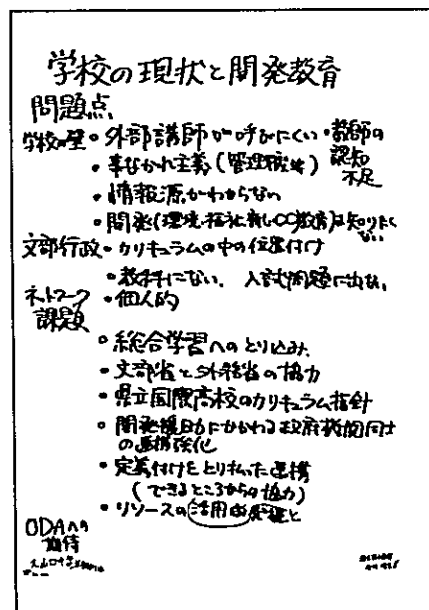 学校の現状と開発教育
問題点
学校の壁・外部講師が呼びにくい・教師の認知不足
・事なかれ主義(管理職等)
・情報源がわからない
・開発(環境・福祉・新しい〇〇教育)は知りたくない
文部行政・カリキュラムの中の位置付け
・教科にない、入試問題に出ない
ネットワーク・個人的
課題
・総合学習へのとり込み
・文部省と外務省の協力
・県立国際高校のカリキュラム指針
・開発援助にかかわる政府機関同士の連携強化
・定義付けをとり払った連携
(できるところからの協力)
・リソースの活用
ODAへの期待